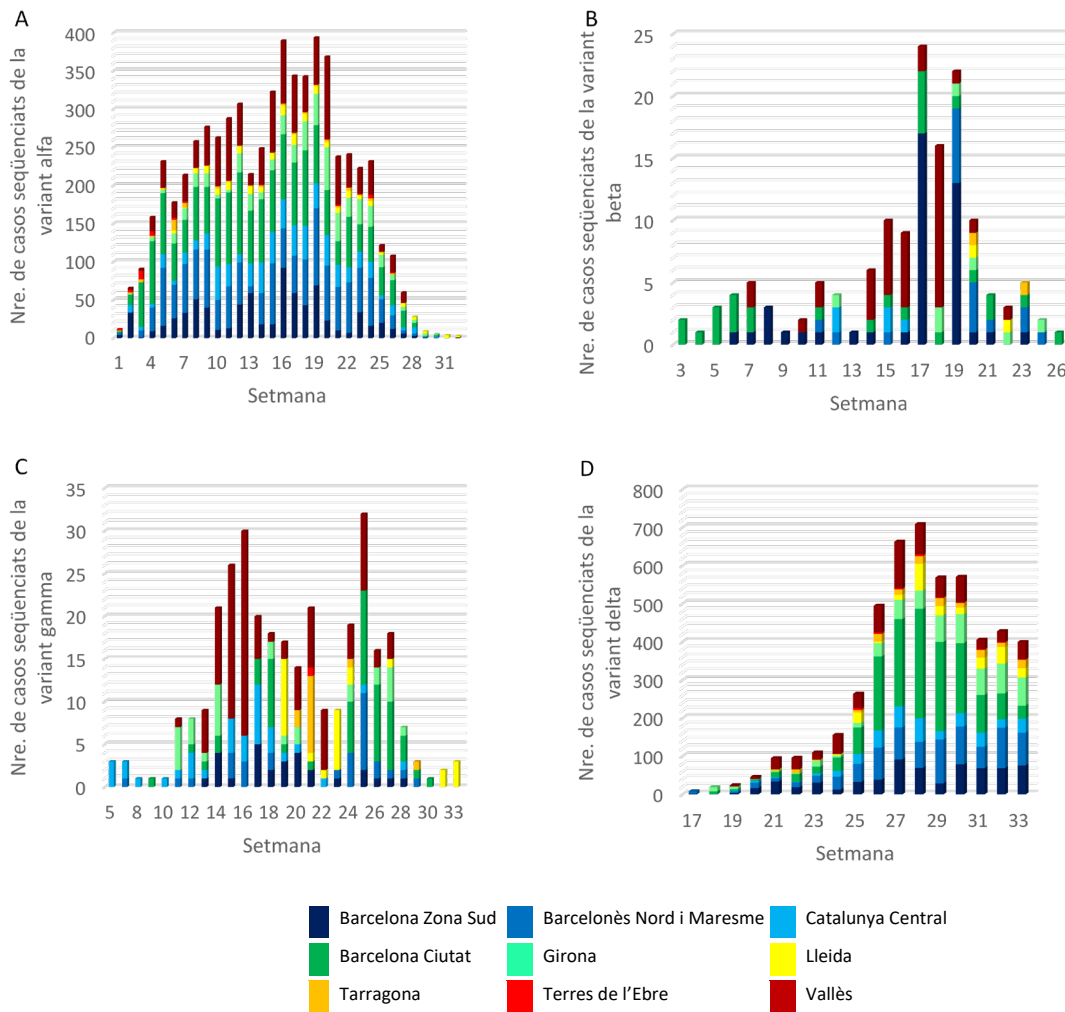 A
Nre. de casos seqüenciats de la
variant alfa
400
350
300
250
200
150
100
50
0
1 4 7 10 13 16 19 22 25 28 31
Setmana
B
Nre. de casos seqüenciats de la variant
beta
25
20
15
10
5
0
3 5 7 9 11 13 15 17 19 21 23 26
Setmana
C
Nre. de casos seqüenciats de la
variant gamma
35
30
25
20
15
10
5
0
5 8 10 12 14 16 18 20 22 24 26 28 30 33
Setmana
D
Nre. de casos seqüenciats de la
variant delta
800
700
600
500
400
300
200
100
0
17 19 21 23 25 27 29 31 33
Setmana
Barcelona Zona Sud Barcelonès Nord i Maresme Catalunya Central
Barcelona Ciutat Girona Lleida
Tarragona Terres de l’Ebre Vallès